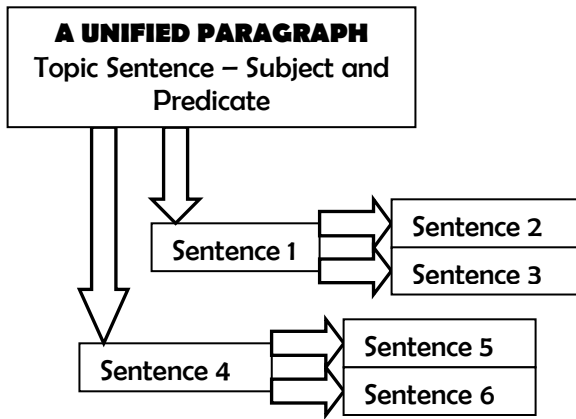 A UNIFIED PARAGRAPH
Topic Sentence – Subject and
Predicate
Sentence 1
Sentence 2
Sentence 3
Sentence 4
Sentence 5
Sentence 6